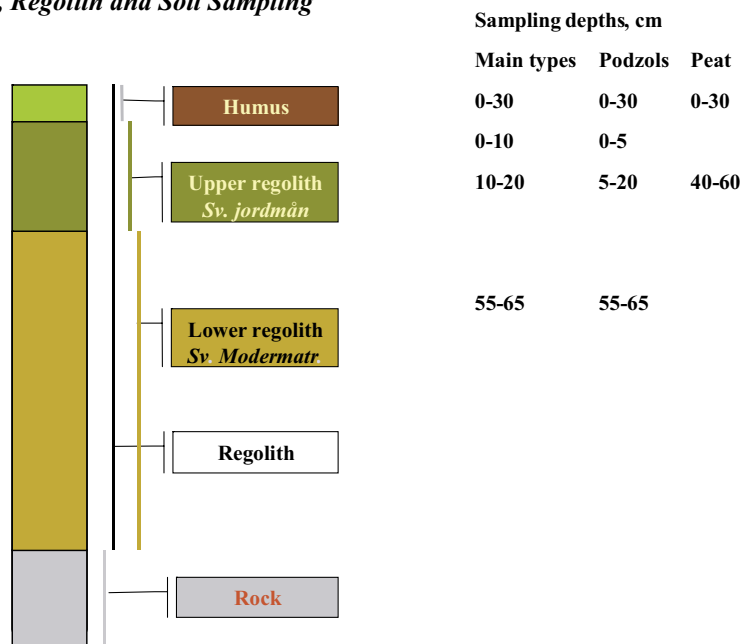 , Regolith and Soil Sampling
Sampling depths, cm
Main types Podzols Peat
0-30 0-30 0-30
0-10 0-5
10-20 5-20 40-60
55-65 55-65
Humus
Upper regolith
Sv. jordmån
Lower regolith
Sv. Modermatr.
Regolith
Rock